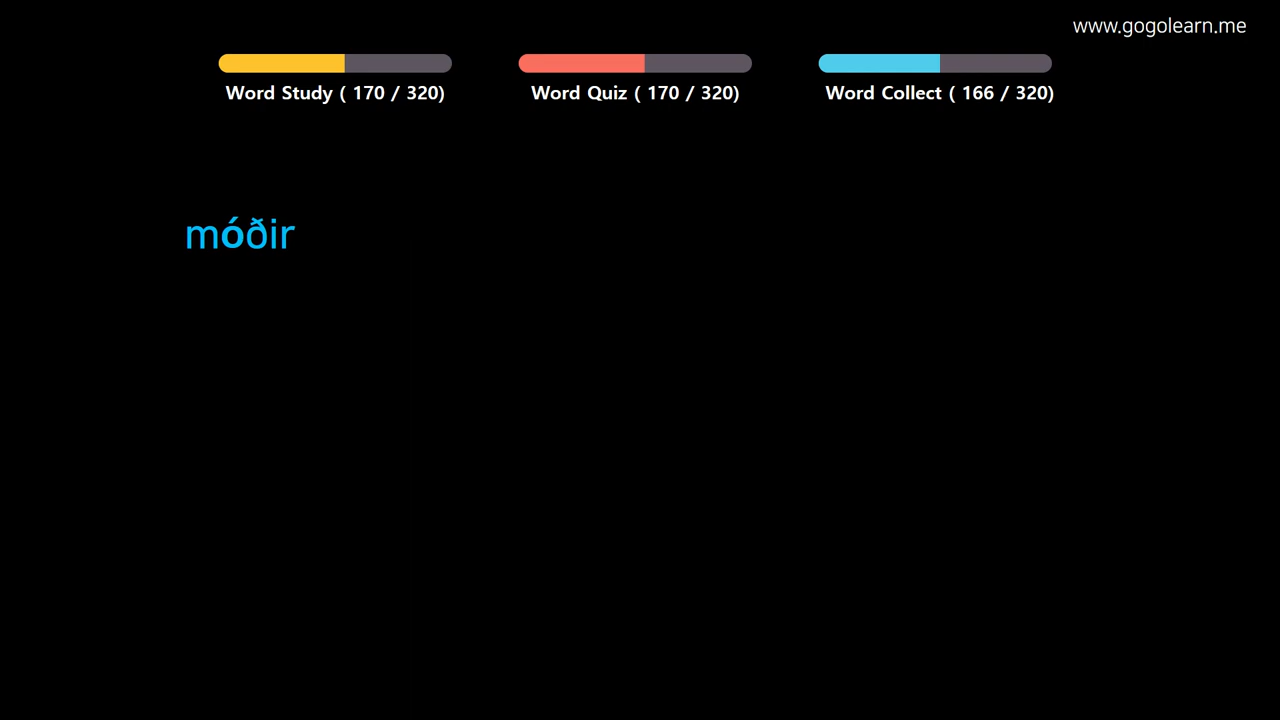 www.gogolearn.me
Word Study ( 170 / 320)
Word Quiz ( 170 / 320)
Word Collect ( 166 / 320)
móðir